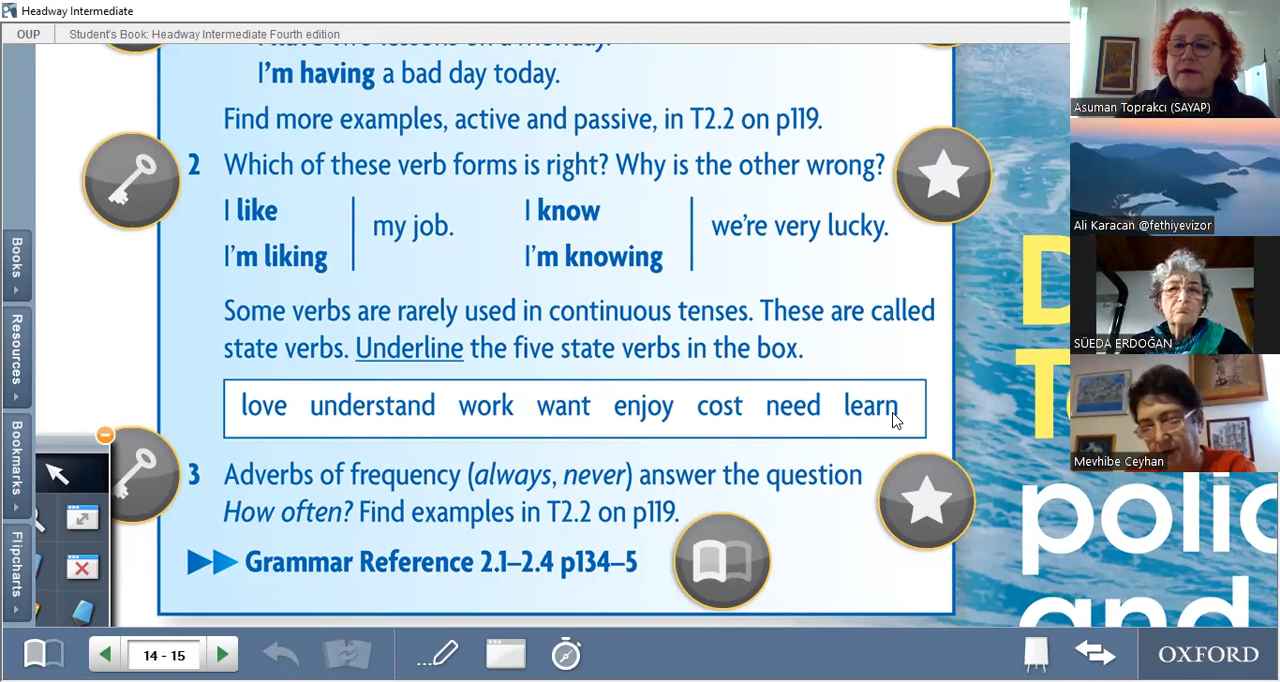 Headway Intermediate
OUP Student's Book: Headway Intermediate Fourth edition
I'm having a bad day today.
Find more examples, active and passive, in T2.2 on p119.
2 Which of these verb forms is right? Why is the other wrong?
I like
I'm liking
my job.
I know
I'm knowing
we're very lucky.
Some verbs are rarely used in continuous tenses. These are called
state verbs. Underline the five state verbs in the box.
love understand work want enjoy cost need learn
3 Adverbs of frequency (always, never) answer the question
How often? Find examples in T2.2 on p119.
Grammar Reference 2.1–2.4 p134–5
Books
Resources
Bookmarks
Flipcharts
14 - 15
OXFORD
Asuman Toprakcı (SAYAP)
Ali Karacan @fethiyevizor
SÜEDA ERDOĞAN
Mevhibe Ceyhan
and